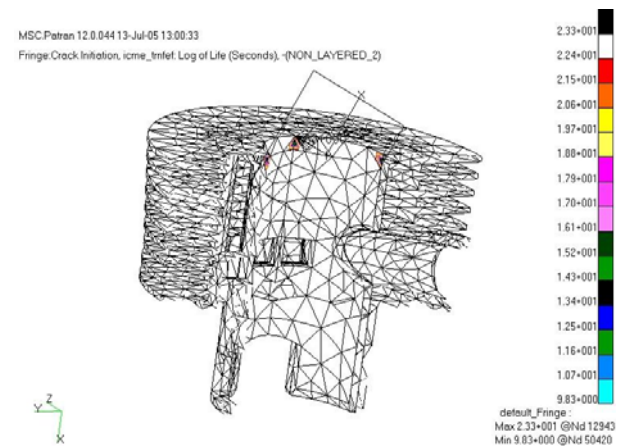 MSC.Patran 12.0.044 13-Jul-05 13:00:33
Fringe:Crack.Initiation, icme_tmfet: Log of Life (Seconds), -(NON_LAYERED_2)
2.33+001
2.24+001
2.15+001
2.06+001
1.97+001
1.88+001
1.79+001
1.70+001
1.61+001
1.52+001
1.43+001
1.34+001
1.25+001
1.16+001
1.07+001
9.83+000
X
Z
Y
X
default_Fringe :
Max 2.33+001 @Nd 12943
Min 9.83+000 @Nd 50420